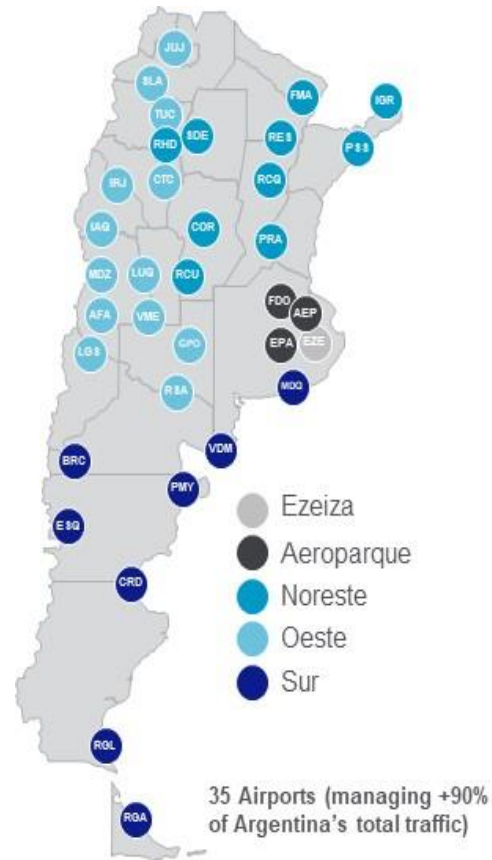 JUJ
SLA
TUC
FMA
IGR
RHD
SDE
RES
PSS
IRJ
CTC
RCQ
IAQ
COR
PRA
MDZ
LUQ
RCU
FDO
AEP
AFA
VME
LGS
GPO
EPA
EZE
RSA
MDQ
BRC
VDM
PMY
ESQ
CRD
RGL
RGA
Ezeiza
Aeroparque
Noreste
Oeste
Sur
35 Airports (managing +90%
of Argentina's total traffic)